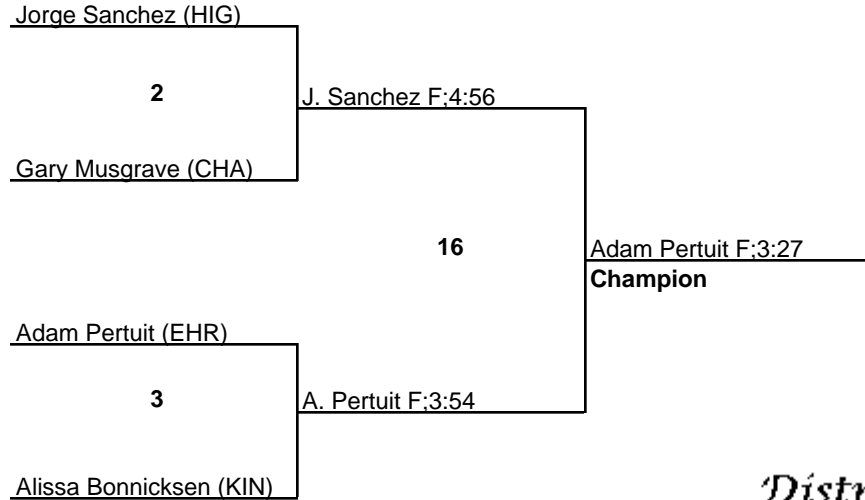 Jorge Sanchez (HIG)
2
J. Sanchez F;4:56
Gary Musgrave (CHA)
16
Adam Pertuit F;3:27
Champion
Adam Pertuit (EHR)
3
A. Pertuit F;3:54
Alissa Bonnicksen (KIN)